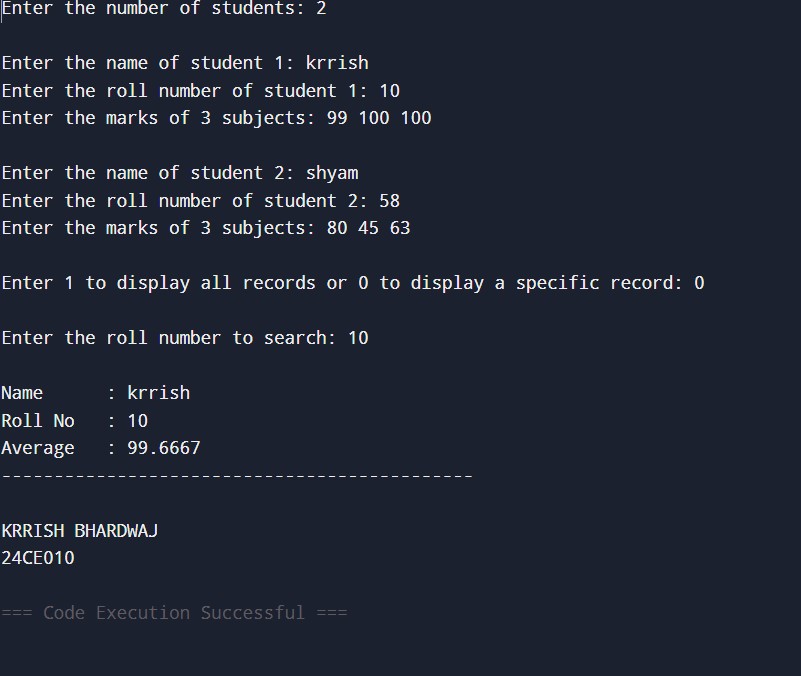 Enter the number of students: 2
Enter the name of student 1: krrish
Enter the roll number of student 1: 10
Enter the marks of 3 subjects: 99 100 100
Enter the name of student 2: shyam
Enter the roll number of student 2: 58
Enter the marks of 3 subjects: 80 45 63
Enter 1 to display all records or 0 to display a specific record: 0
Enter the roll number to search: 10
Name      : krrish
Roll No   : 10
Average   : 99.6667
---------------------------------------------
KRRISH BHARDWAJ
24CE010
=== Code Execution Successful ===